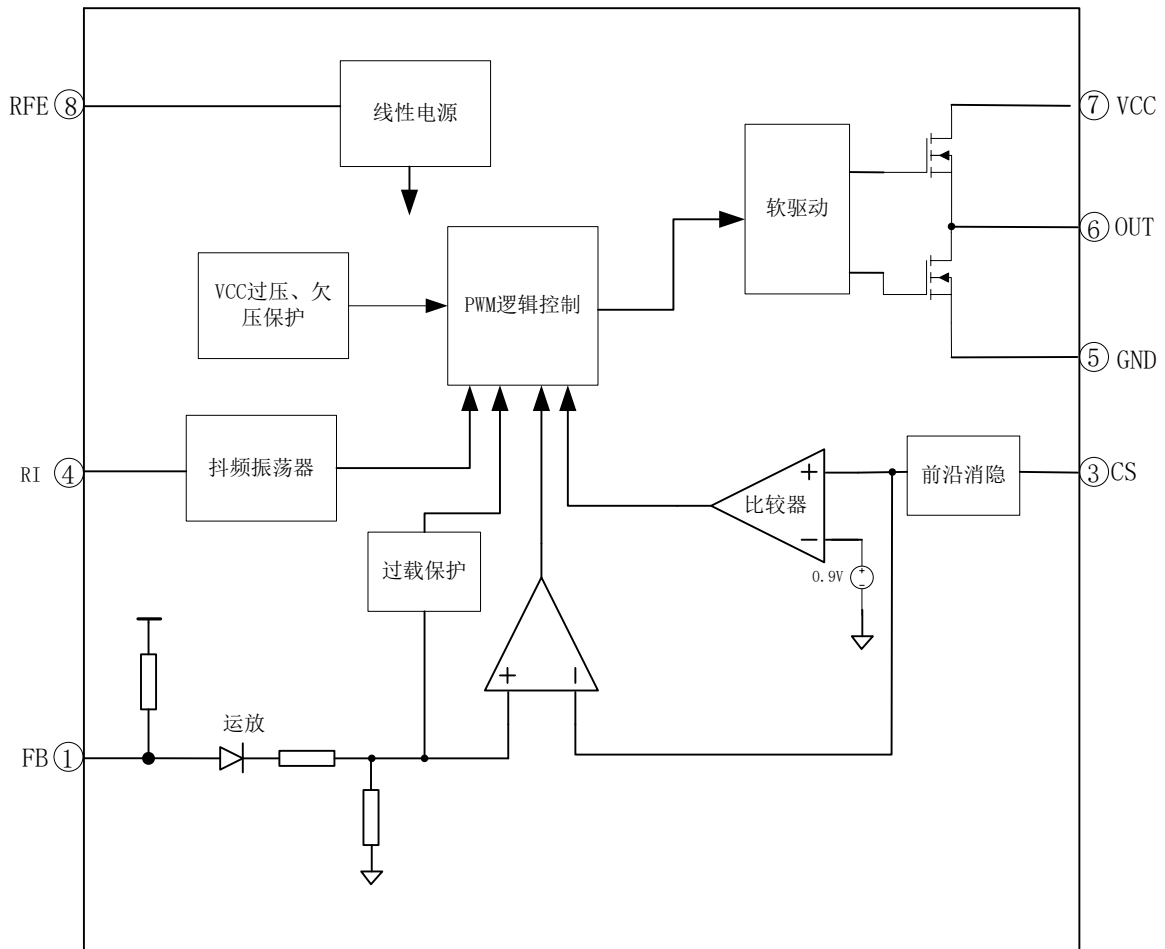 RFE ⑧
线性电源
⑦ VCC
软驱动
⑥ OUT
VCC过压、欠
压保护
PWM逻辑控制
⑤ GND
RI ④
抖频振荡器
+
比较器
−
前沿消隐
③ CS
过载保护
0.9V
+
−
+
−
运放
FB ①